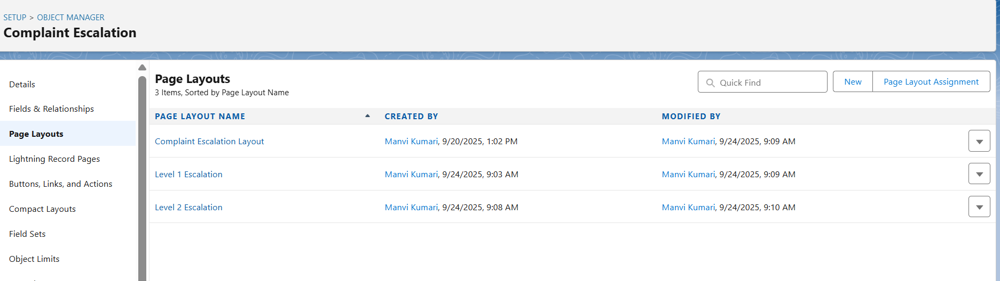 SETUP > OBJECT MANAGER
Complaint Escalation
Details
Fields & Relationships
Page Layouts
Lightning Record Pages
Buttons, Links, and Actions
Compact Layouts
Field Sets
Object Limits
Page Layouts
3 Items, Sorted by Page Layout Name
Quick Find
New
Page Layout Assignment
PAGE LAYOUT NAME CREATED BY MODIFIED BY
Complaint Escalation Layout Manvi Kumari, 9/20/2025, 1:02 PM Manvi Kumari, 9/24/2025, 9:09 AM
Level 1 Escalation Manvi Kumari, 9/24/2025, 9:03 AM Manvi Kumari, 9/24/2025, 9:09 AM
Level 2 Escalation Manvi Kumari, 9/24/2025, 9:08 AM Manvi Kumari, 9/24/2025, 9:10 AM